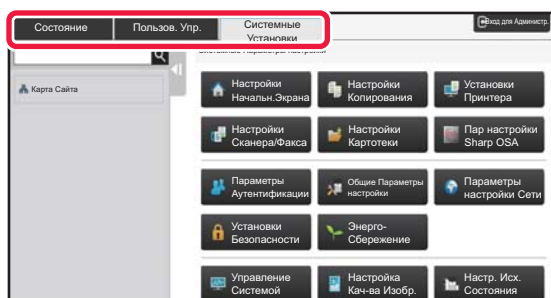 Состояние
Пользов. Упр.
Системные
Установки
Вход для Администр.
Системные Параметры настройки
Карта Сайта
Настройки
Начальн.Экрана
Настройки
Копирования
Установки
Принтера
Настройки
Сканера/Факса
Настройки
Картотеки
Пар настройки
Sharp OSA
Параметры
Аутентификации
Общие Параметры
настройки
Параметры
настройки Сети
Установки
Безопасности
Энерго-
Сбережение
Управление
Системой
Настройка
Кач-ва Изобр.
Настр. Исх.
Состояния